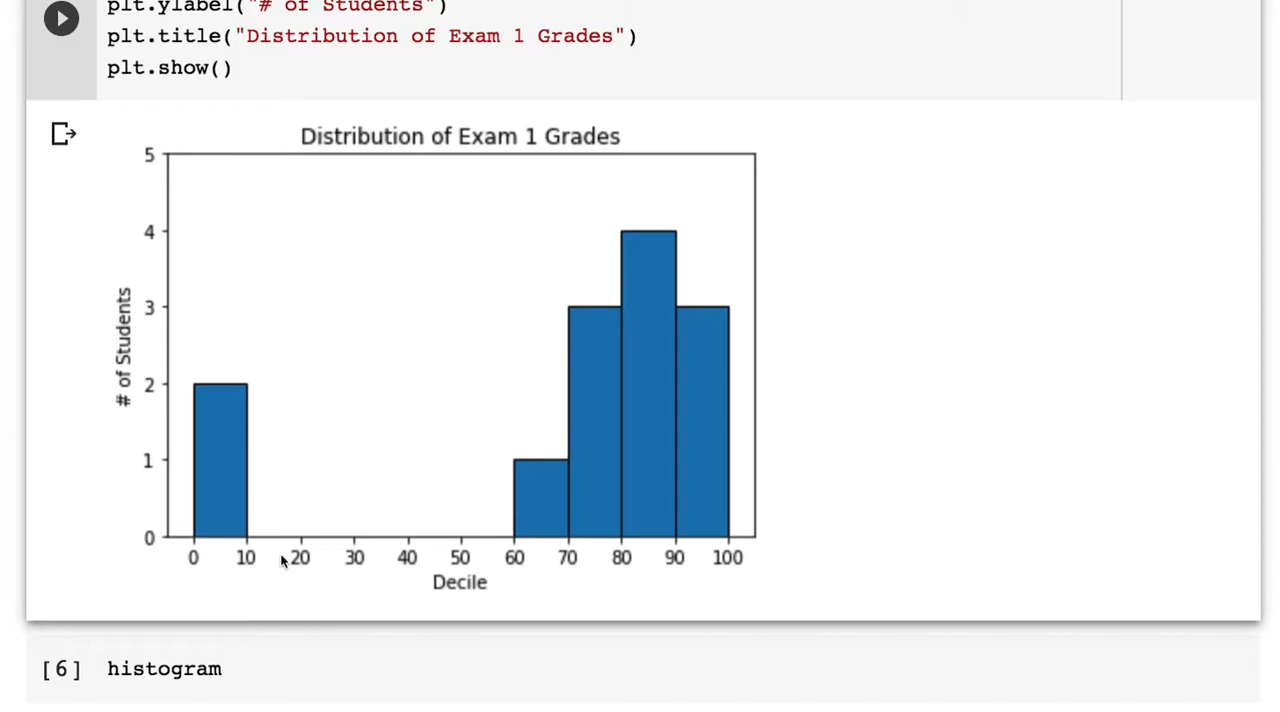 plt.ylabel("# of Students")
plt.title("Distribution of Exam 1 Grades")
plt.show()
Distribution of Exam 1 Grades
5
4
3
2
1
0
# of Students
0 10 20 30 40 50 60 70 80 90 100
Decile
[6] histogram